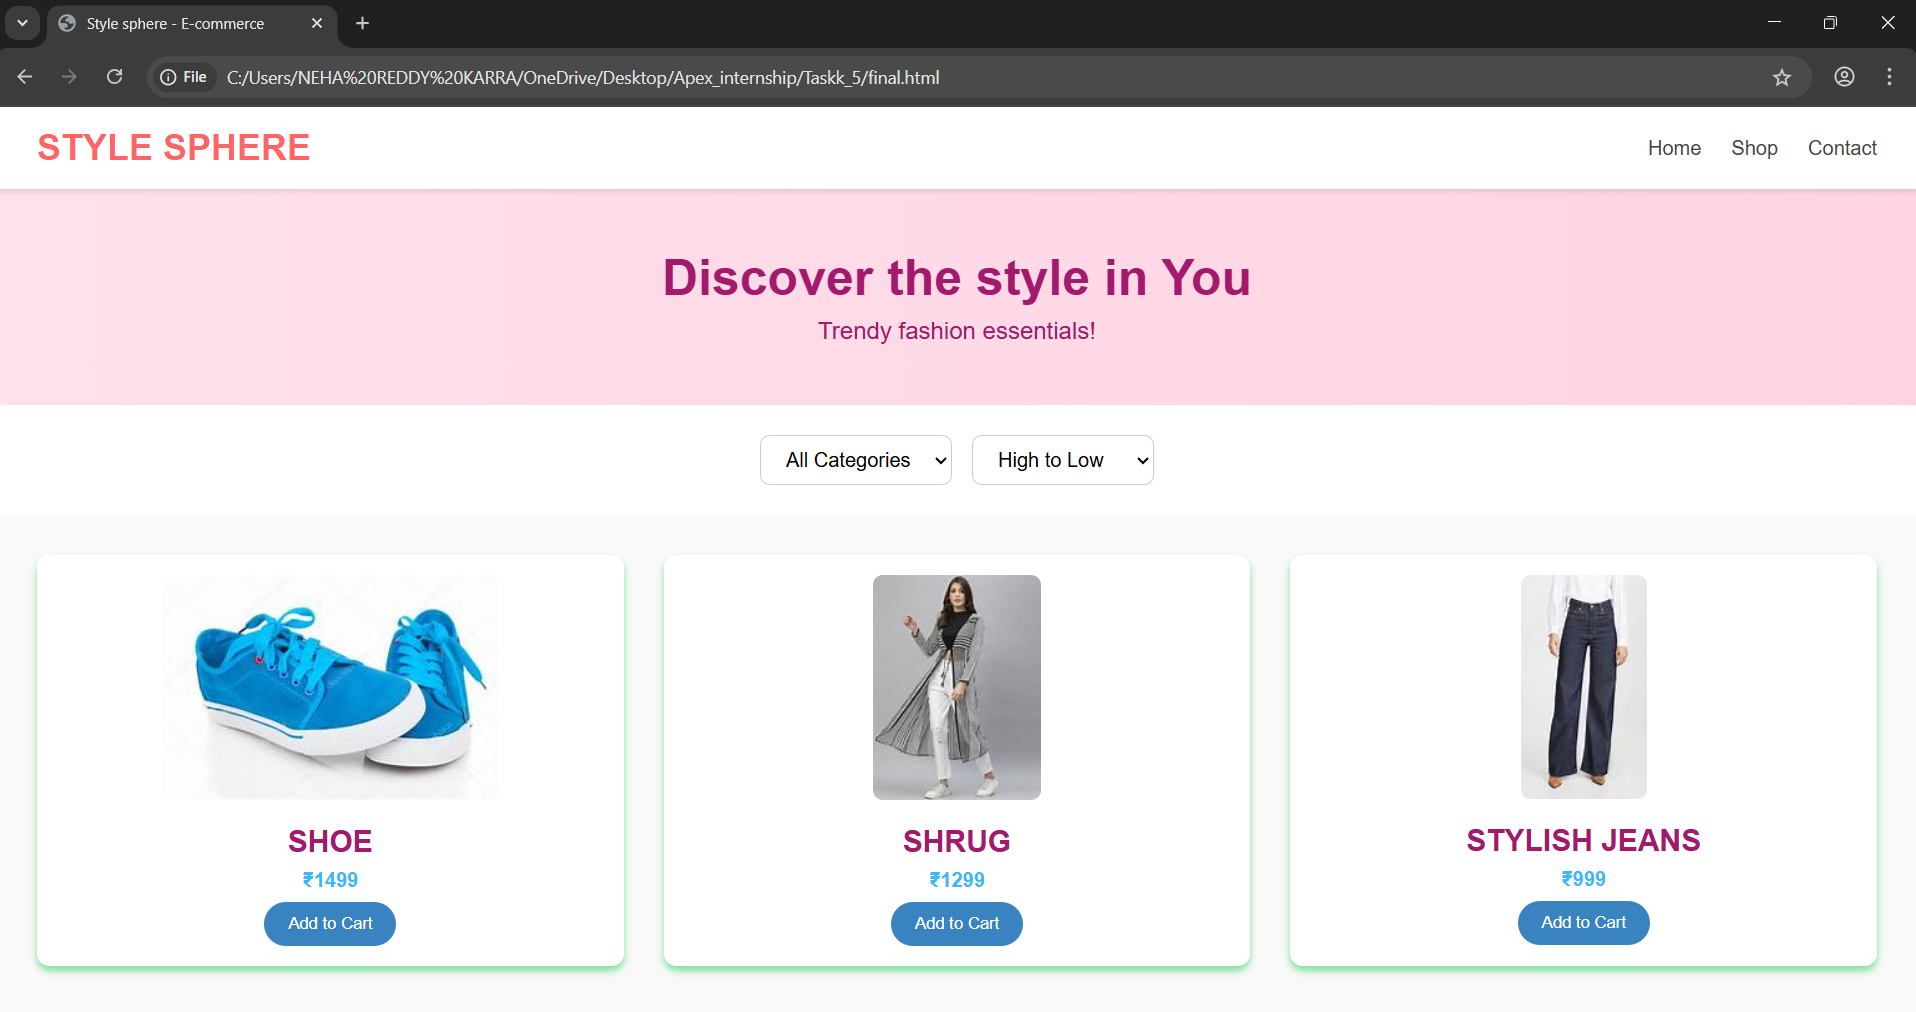 Style sphere - E-commerce
File
C:/Users/NEHA%20REDDY%20KARRA/OneDrive/Desktop/Apex_internship/Taskk_5/final.html
STYLE SPHERE
Home Shop Contact
Discover the style in You
Trendy fashion essentials!
All Categories
High to Low
SHOE
₹1499
Add to Cart
SHRUG
₹1299
Add to Cart
STYLISH JEANS
₹999
Add to Cart